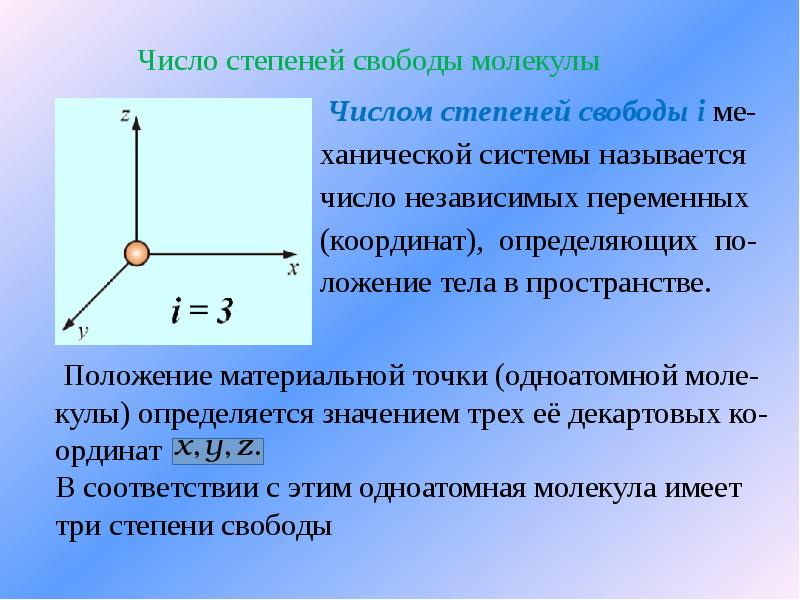 Число степеней свободы молекулы
z
x
y
i = 3
Числом степеней свободы i ме-
ханической системы называется
число независимых переменных
(координат), определяющих по-
ложение тела в пространстве.
Положение материальной точки (одноатомной моле-
кулы) определяется значением трех её декартовых ко-
ординат x, y, z.
В соответствии с этим одноатомная молекула имеет
три степени свободы